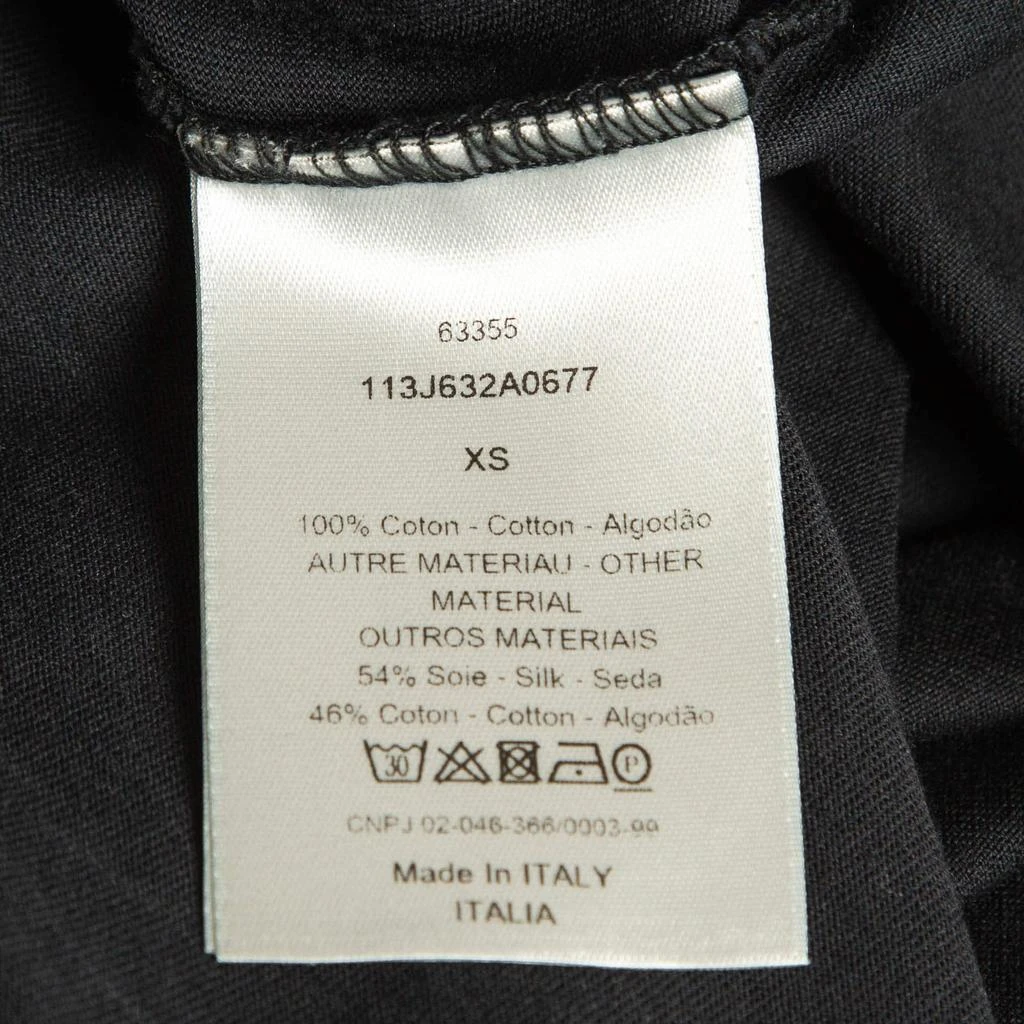 63355
113J632A0677
XS
100% Coton - Cotton - Algodão
AUTRE MATERIAU - OTHER
MATERIAL
OUTROS MATERIAIS
54% Soie - Silk - Seda
46% Coton - Cotton - Algodão
30 P
CNPJ 02-046-366/0003-99
Made In ITALY
ITALIA